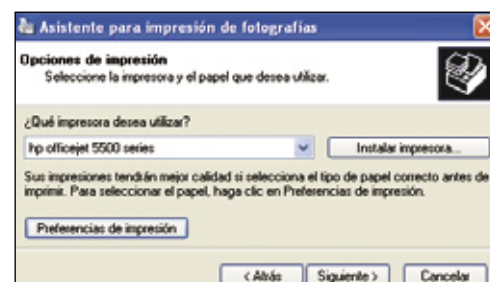 Asistente para impresión de fotografías
Opciones de impresión
Seleccione la impresora y el papel que desea utilizar.
¿Qué impresora desea utilizar?
hp officejet 5500 series
Instalar impresora...
Sus impresiones tendrán mejor calidad si selecciona el tipo de papel correcto antes de
imprimir. Para seleccionar el papel, haga clic en Preferencias de impresión.
Preferencias de impresión
< Atrás Siguiente > Cancelar